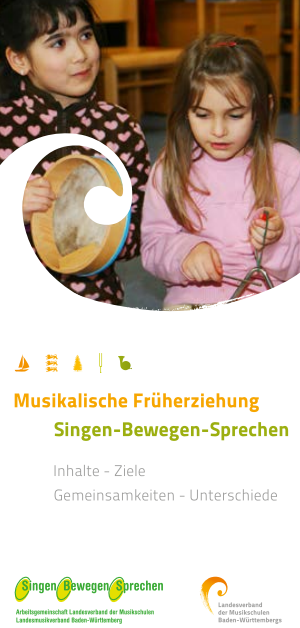 Musikalische Früherziehung
Singen-Bewegen-Sprechen
Inhalte - Ziele
Gemeinsamkeiten - Unterschiede
Singen Bewegen Sprechen
Arbeitsgemeinschaft Landesverband der Musikschulen
Landesmusikverband Baden-Württemberg
Landesverband
der Musikschulen
Baden-Württembergs